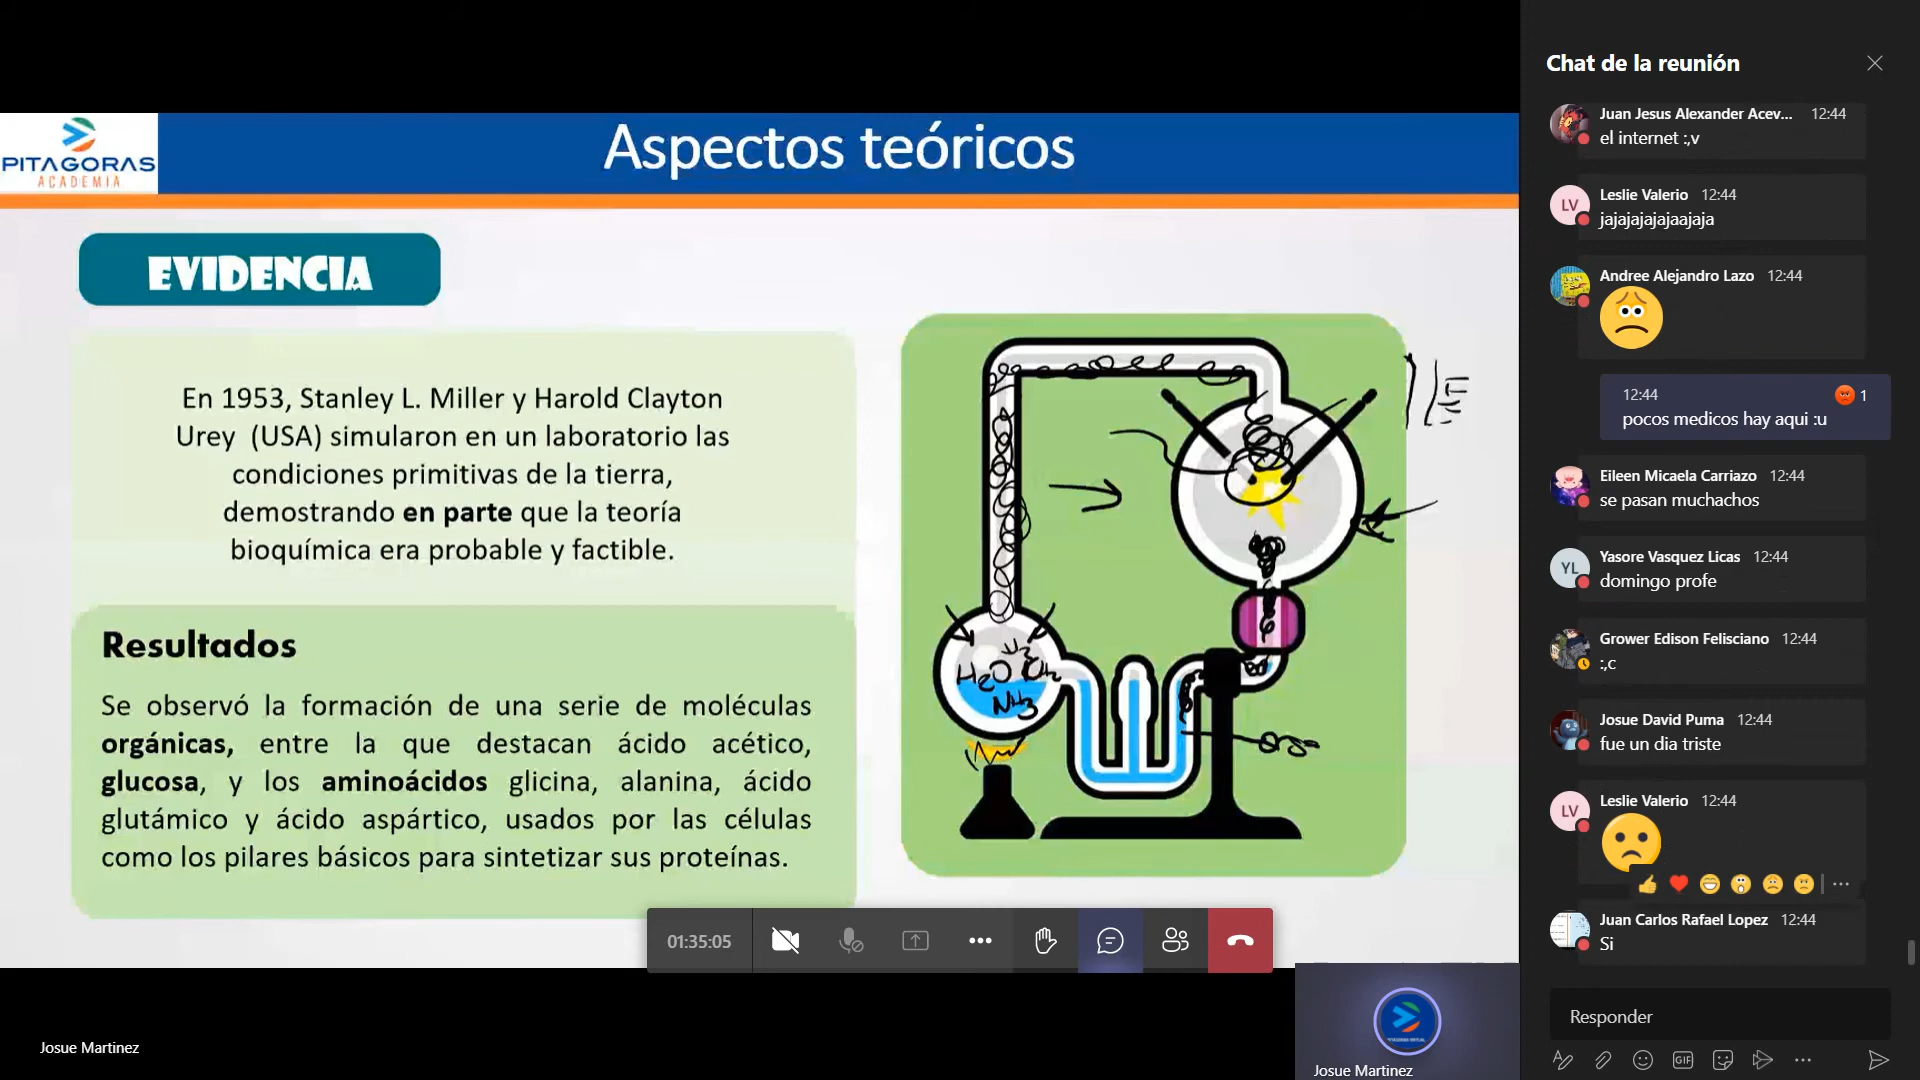 PITAGORAS
ACADEMIA
Aspectos teóricos
EVIDENCIA
En 1953, Stanley L. Miller y Harold Clayton
Urey (USA) simularon en un laboratorio las
condiciones primitivas de la tierra,
demostrando en parte que la teoría
bioquímica era probable y factible.
Resultados
Se observó la formación de una serie de moléculas
orgánicas, entre la que destacan ácido acético,
glucosa, y los aminoácidos glicina, alanina, ácido
glutámico y ácido aspártico, usados por las células
como los pilares básicos para sintetizar sus proteínas.
H2O
NH3
01:35:05
Josue Martinez
Josue Martinez
Chat de la reunión
Juan Jesus Alexander Acev... 12:44
el internet :,v
LV
Leslie Valerio 12:44
jajajajajajaajaja
Andree Alejandro Lazo 12:44
12:44 1
pocos medicos hay aqui :u
Eileen Micaela Carriazo 12:44
se pasan muchachos
YL
Yasore Vasquez Licas 12:44
domingo profe
Grower Edison Felisciano 12:44
:,c
Josue David Puma 12:44
fue un dia triste
LV
Leslie Valerio 12:44
Juan Carlos Rafael Lopez 12:44
Si
Responder
GIF